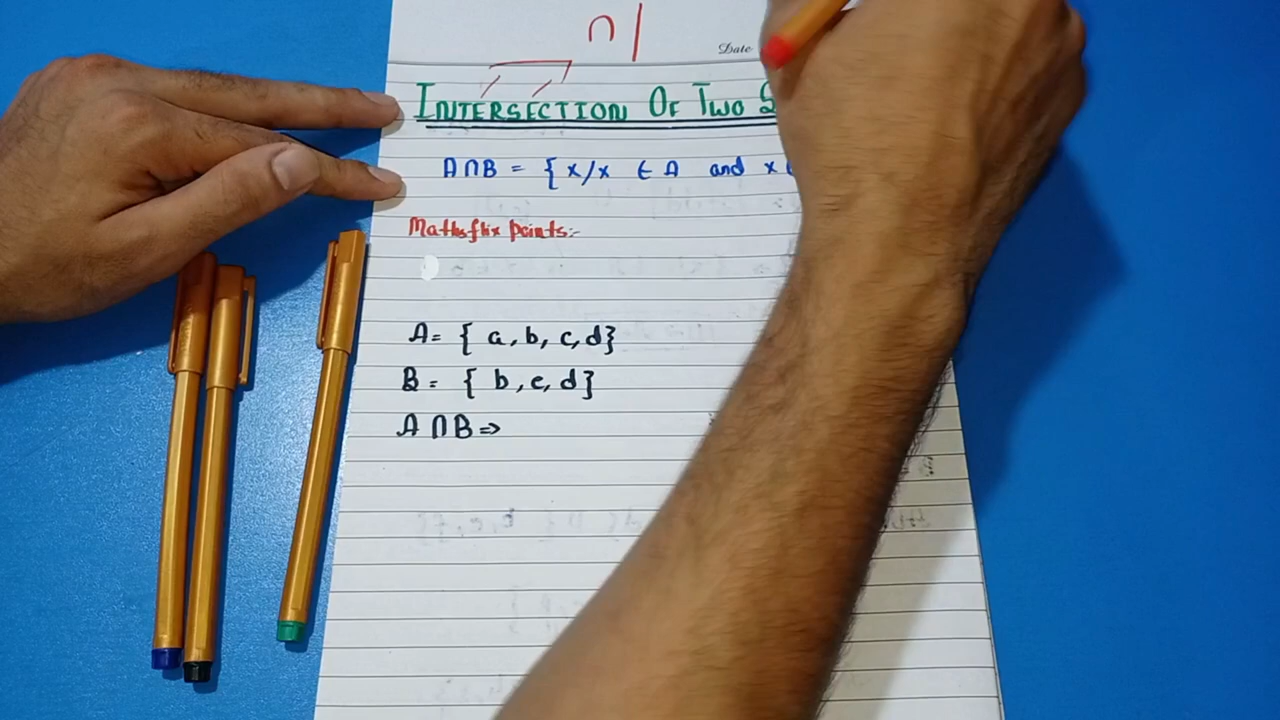 ∩ |
Date
INTERSECTION OF TWO S
A∩B = { x/x ∈ A and x ∈
Mathsflix points:-
A= { a, b, c, d}
B = { b, e, d }
A ∩ B ⇒